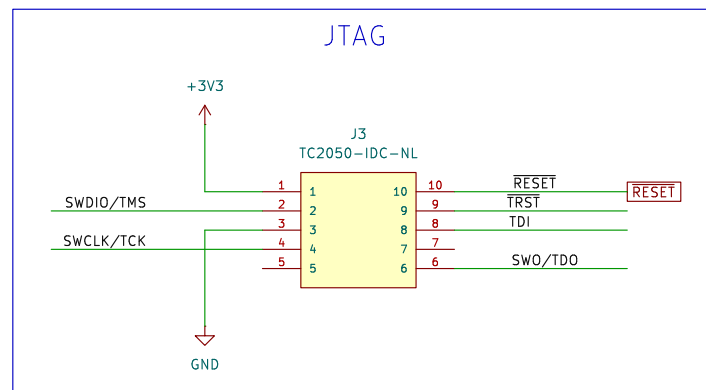 JTAG
+3V3
J3
TC2050-IDC-NL
1 1 10 10 RESET RESET
SWDIO/TMS 2 2 9 9 TRST
3 3 8 8 TDI
SWCLK/TCK 4 4 7 7
5 5 6 6 SWO/TDO
GND